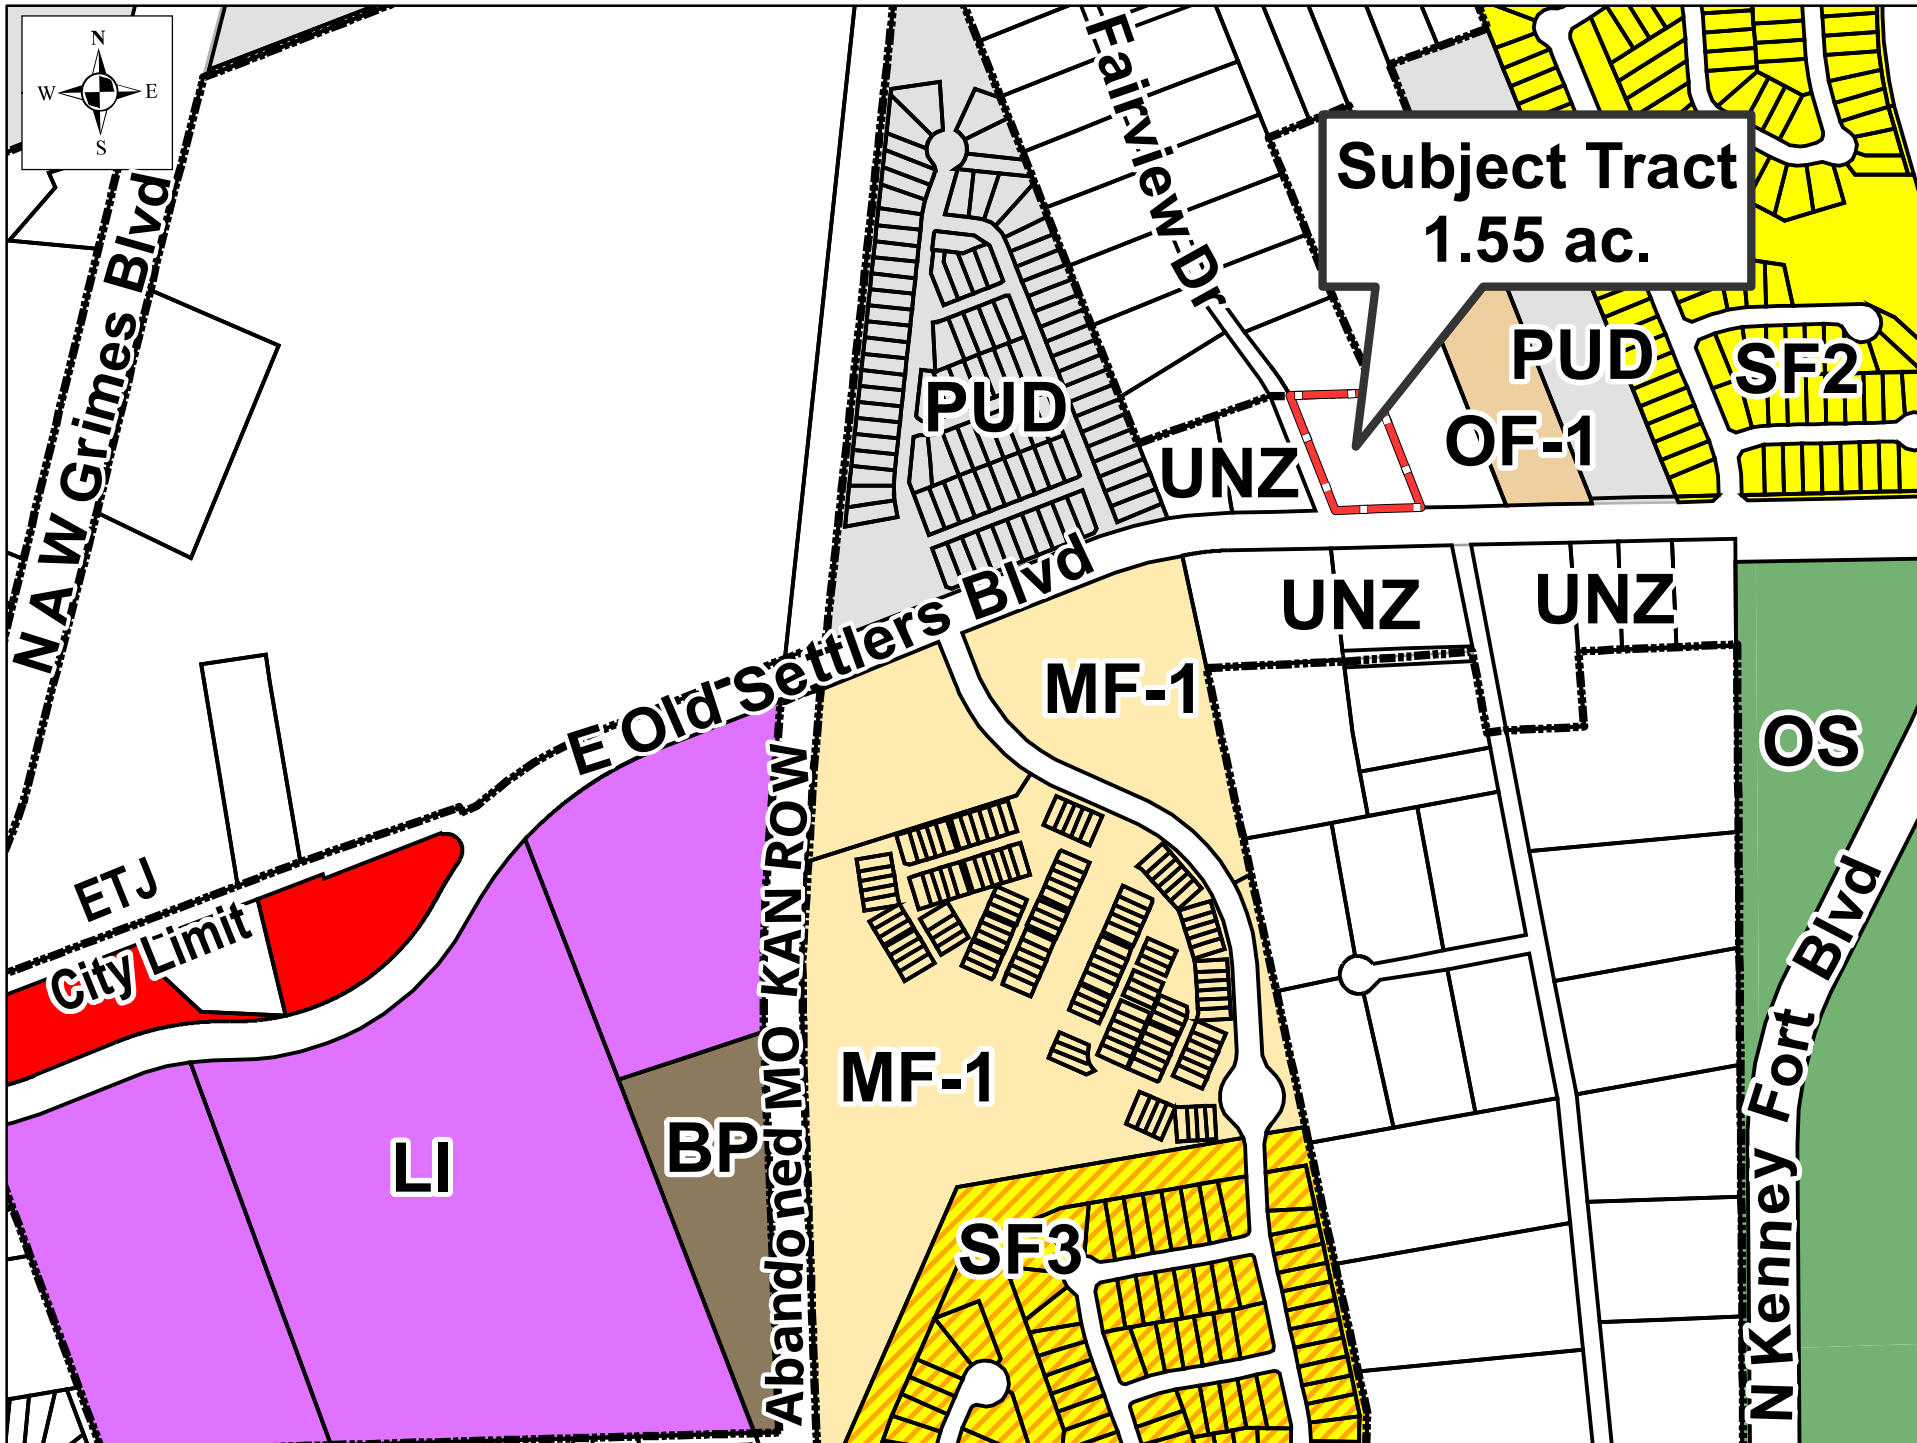 N
W
E
S
N A W Grimes Blvd
Fairview Dr
Subject Tract
1.55 ac.
PUD
PUD
SF2
OF-1
UNZ
UNZ
UNZ
E Old Settlers Blvd
MF-1
OS
ETJ
City Limit
Abandoned MO KAN ROW
N Kenney Fort Blvd
MF-1
BP
LI
SF3